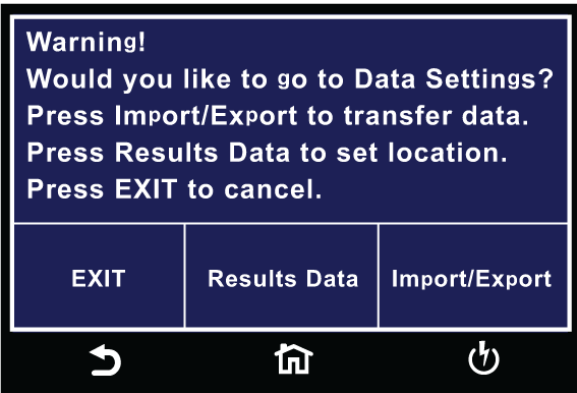 Warning!
Would you like to go to Data Settings?
Press Import/Export to transfer data.
Press Results Data to set location.
Press EXIT to cancel.
EXIT
Results Data
Import/Export